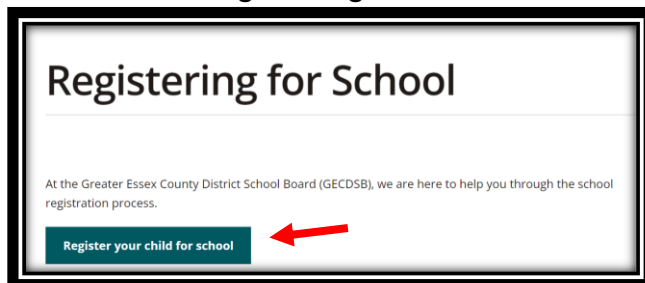 Registering for School
At the Greater Essex County District School Board (GECDSB), we are here to help you through the school
registration process.
Register your child for school